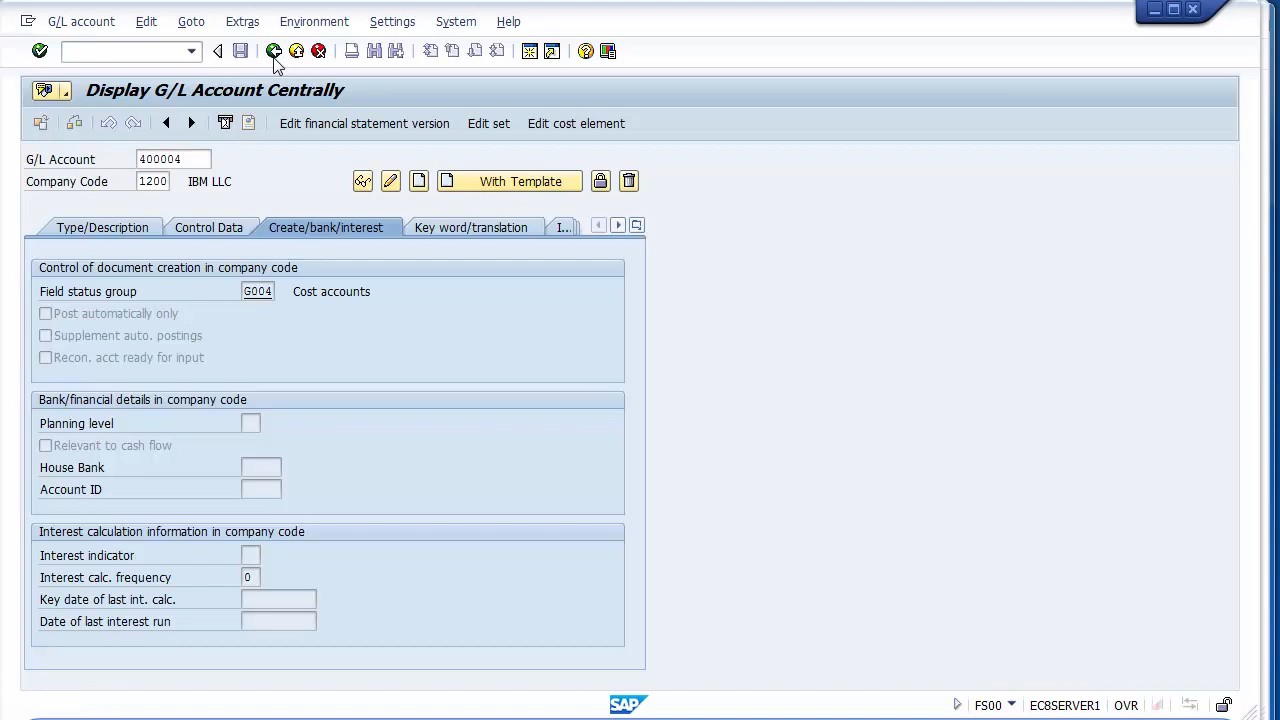 G/L account Edit Goto Extras Environment Settings System Help
Display G/L Account Centrally
Edit financial statement version Edit set Edit cost element
G/L Account 400004
Company Code 1200 IBM LLC With Template
Type/Description Control Data Create/bank/interest Key word/translation I...
Control of document creation in company code
Field status group G004 Cost accounts
Post automatically only
Supplement auto. postings
Recon. acct ready for input
Bank/financial details in company code
Planning level
Relevant to cash flow
House Bank
Account ID
Interest calculation information in company code
Interest indicator
Interest calc. frequency 0
Key date of last int. calc.
Date of last interest run
SAP FS00 EC8SERVER1 OVR